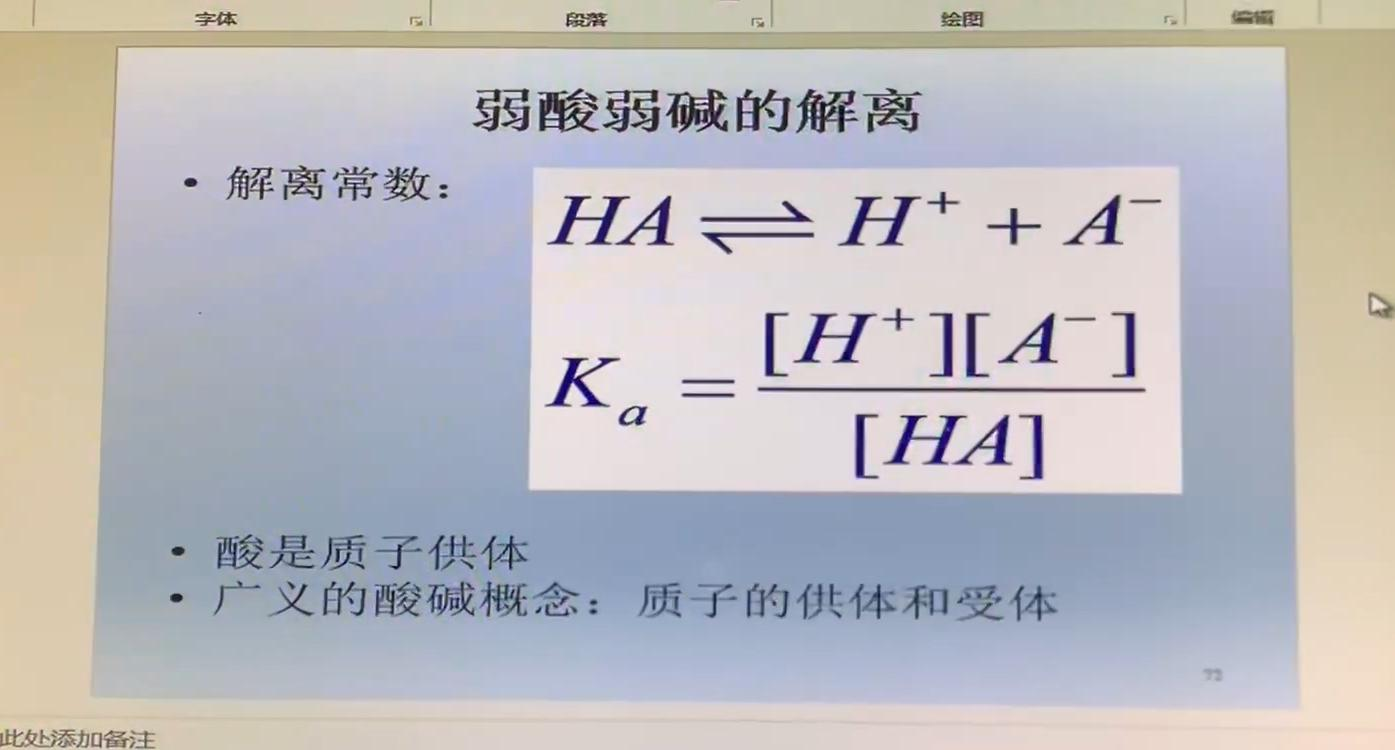 字体 段落 绘图 编辑
弱酸弱碱的解离
• 解离常数：
HA ⇌ H⁺ + A⁻
Kₐ = [H⁺][A⁻] / [HA]
• 酸是质子供体
• 广义的酸碱概念：质子的供体和受体
72
此处添加备注